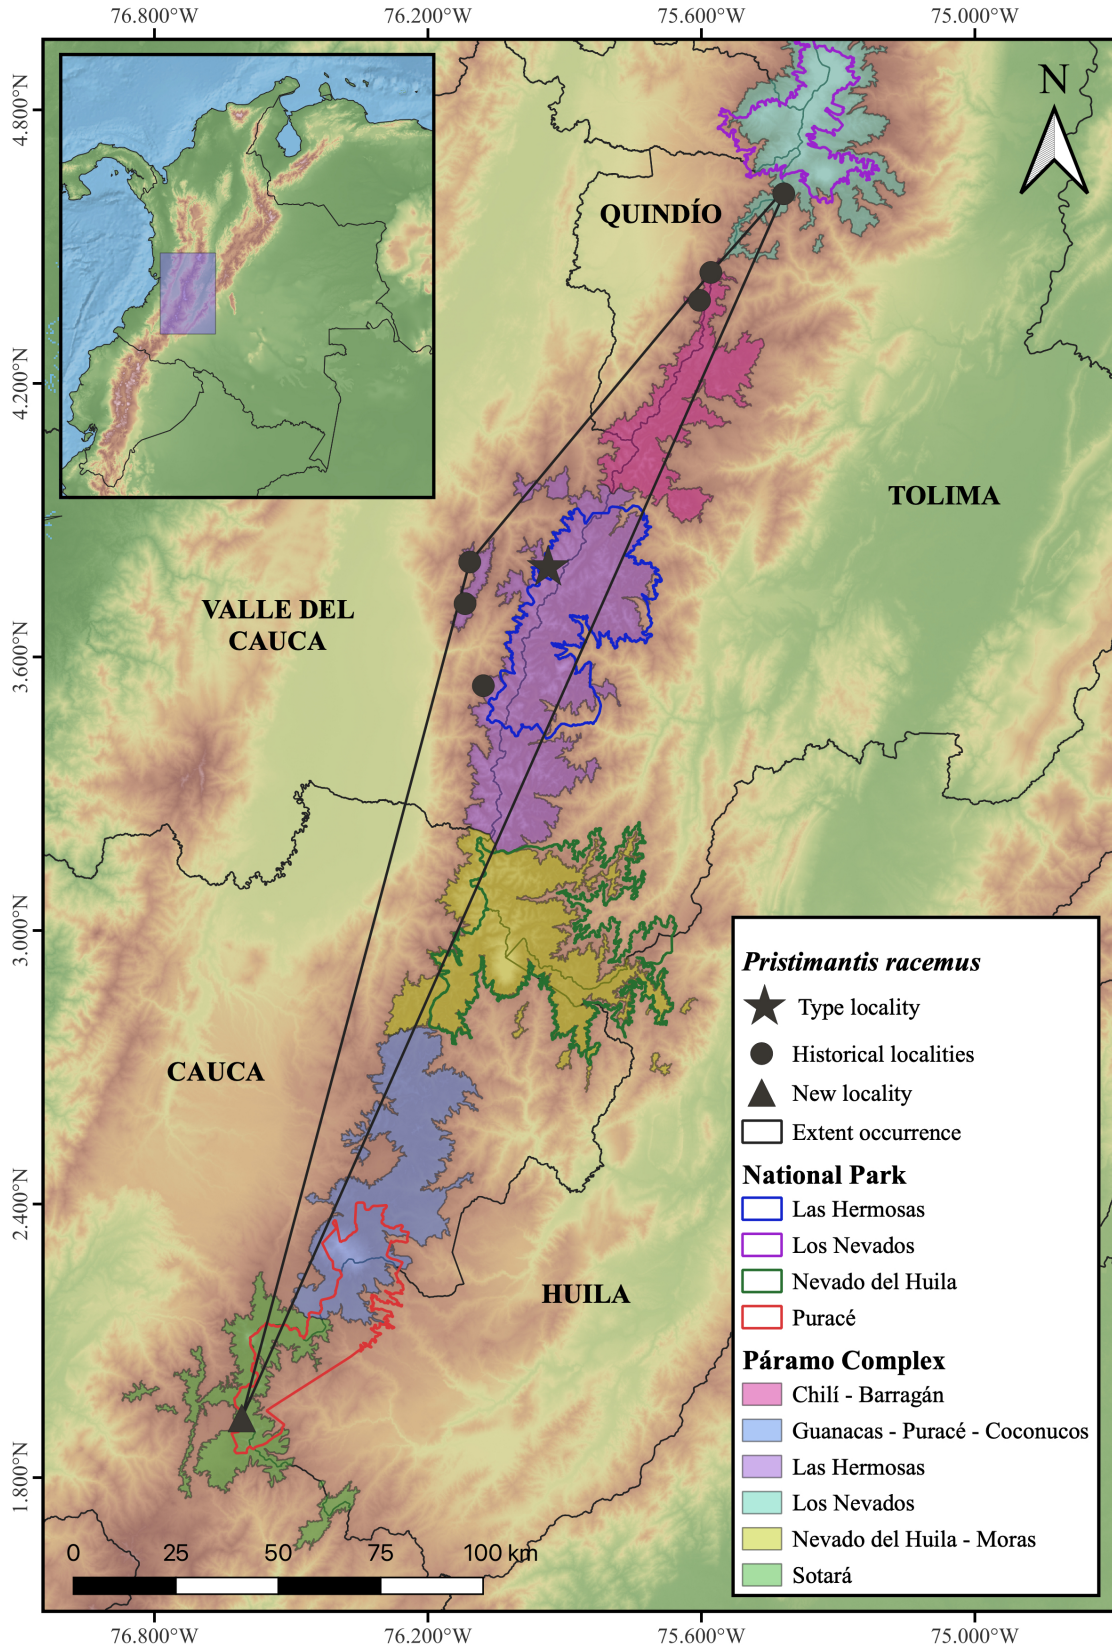 76.800°W 76.200°W 75.600°W 75.000°W
4.800°N
4.200°N
3.600°N
3.000°N
2.400°N
1.800°N
N
QUINDÍO
TOLIMA
VALLE DEL
CAUCA
CAUCA
HUILA
Pristimantis racemus
Type locality
Historical localities
New locality
Extent occurrence
National Park
Las Hermosas
Los Nevados
Nevado del Huila
Puracé
Páramo Complex
Chilí - Barragán
Guanacas - Puracé - Coconucos
Las Hermosas
Los Nevados
Nevado del Huila - Moras
Sotará
0 25 50 75 100 km
76.800°W 76.200°W 75.600°W 75.000°W